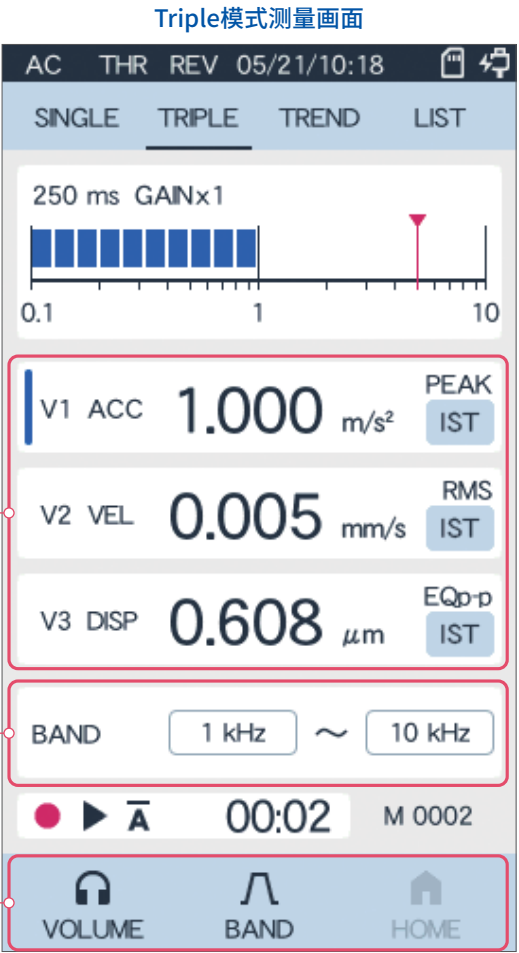 Triple模式测量画面
AC THR REV 05/21/10:18
SINGLE TRIPLE TREND LIST
250 ms GAINx1
0.1 1 10
V1 ACC 1.000 m/s² PEAK
IST
V2 VEL 0.005 mm/s RMS
IST
V3 DISP 0.608 μm EQp-p
IST
BAND 1 kHz ～ 10 kHz
A 00:02 M 0002
VOLUME BAND HOME